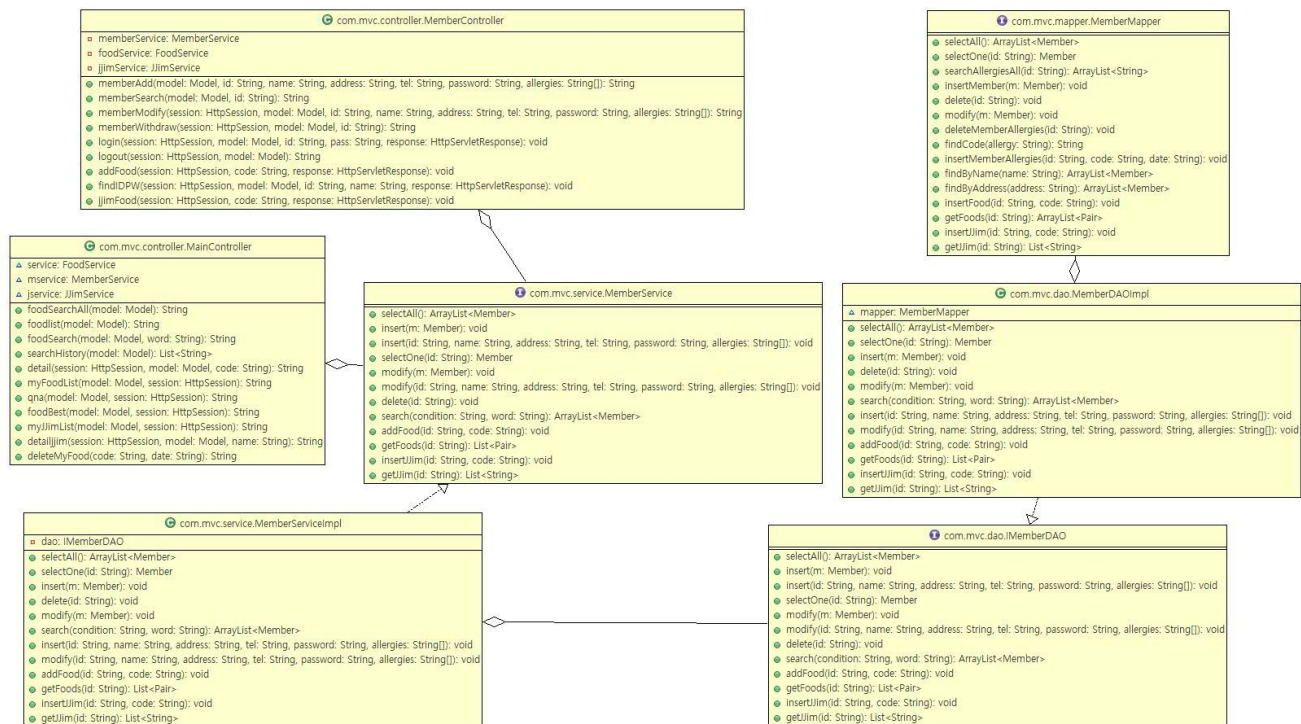 com.mvc.controller.MemberController
memberService: MemberService
foodService: FoodService
jjimService: JJimService
memberAdd(model: Model, id: String, name: String, address: String, tel: String, password: String, allergies: String[]): String
memberSearch(model: Model, id: String): String
memberModify(session: HttpSession, model: Model, id: String, name: String, address: String, tel: String, password: String, allergies: String[]): String
memberWithdraw(session: HttpSession, model: Model, id: String): String
login(session: HttpSession, model: Model, id: String, pass: String, response: HttpServletResponse): void
logout(session: HttpSession, model: Model): String
addFood(session: HttpSession, code: String, response: HttpServletResponse): void
findIDPW(session: HttpSession, model: Model, id: String, name: String, response: HttpServletResponse): void
jjimFood(session: HttpSession, code: String, response: HttpServletResponse): void
com.mvc.mapper.MemberMapper
selectAll(): ArrayList<Member>
selectOne(id: String): Member
searchAllergiesAll(id: String): ArrayList<String>
insertMember(m: Member): void
delete(id: String): void
modify(m: Member): void
deleteMemberAllergies(id: String): void
findCode(allergy: String): String
insertMemberAllergies(id: String, code: String, date: String): void
findByName(name: String): ArrayList<Member>
findByAddress(address: String): ArrayList<Member>
insertFood(id: String, code: String): void
getFoods(id: String): ArrayList<Pair>
insertJJim(id: String, code: String): void
getJJim(id: String): List<String>
com.mvc.controller.MainController
service: FoodService
mservice: MemberService
jservice: JJimService
foodSearchAll(model: Model): String
foodlist(model: Model): String
foodSearch(model: Model, word: String): String
searchHistory(model: Model): List<String>
detail(session: HttpSession, model: Model, code: String): String
myFoodList(model: Model, session: HttpSession): String
qna(model: Model, session: HttpSession): String
foodBest(model: Model, session: HttpSession): String
myJJimList(model: Model, session: HttpSession): String
detailjjim(session: HttpSession, model: Model, name: String): String
deleteMyFood(code: String, date: String): String
com.mvc.service.MemberService
selectAll(): ArrayList<Member>
insert(m: Member): void
insert(id: String, name: String, address: String, tel: String, password: String, allergies: String[]): void
selectOne(id: String): Member
modify(m: Member): void
modify(id: String, name: String, address: String, tel: String, password: String, allergies: String[]): void
delete(id: String): void
search(condition: String, word: String): ArrayList<Member>
addFood(id: String, code: String): void
getFoods(id: String): List<Pair>
insertJJim(id: String, code: String): void
getJJim(id: String): List<String>
com.mvc.dao.MemberDAOImpl
mapper: MemberMapper
selectAll(): ArrayList<Member>
selectOne(id: String): Member
insert(m: Member): void
delete(id: String): void
modify(m: Member): void
search(condition: String, word: String): ArrayList<Member>
insert(id: String, name: String, address: String, tel: String, password: String, allergies: String[]): void
modify(id: String, name: String, address: String, tel: String, password: String, allergies: String[]): void
addFood(id: String, code: String): void
getFoods(id: String): List<Pair>
insertJJim(id: String, code: String): void
getJJim(id: String): List<String>
com.mvc.service.MemberServiceImpl
dao: IMemberDAO
selectAll(): ArrayList<Member>
selectOne(id: String): Member
insert(m: Member): void
delete(id: String): void
modify(m: Member): void
search(condition: String, word: String): ArrayList<Member>
insert(id: String, name: String, address: String, tel: String, password: String, allergies: String[]): void
modify(id: String, name: String, address: String, tel: String, password: String, allergies: String[]): void
addFood(id: String, code: String): void
getFoods(id: String): List<Pair>
insertJJim(id: String, code: String): void
getJJim(id: String): List<String>
com.mvc.dao.IMemberDAO
selectAll(): ArrayList<Member>
insert(m: Member): void
insert(id: String, name: String, address: String, tel: String, password: String, allergies: String[]): void
selectOne(id: String): Member
modify(m: Member): void
modify(id: String, name: String, address: String, tel: String, password: String, allergies: String[]): void
delete(id: String): void
search(condition: String, word: String): ArrayList<Member>
addFood(id: String, code: String): void
getFoods(id: String): List<Pair>
insertJJim(id: String, code: String): void
getJJim(id: String): List<String>